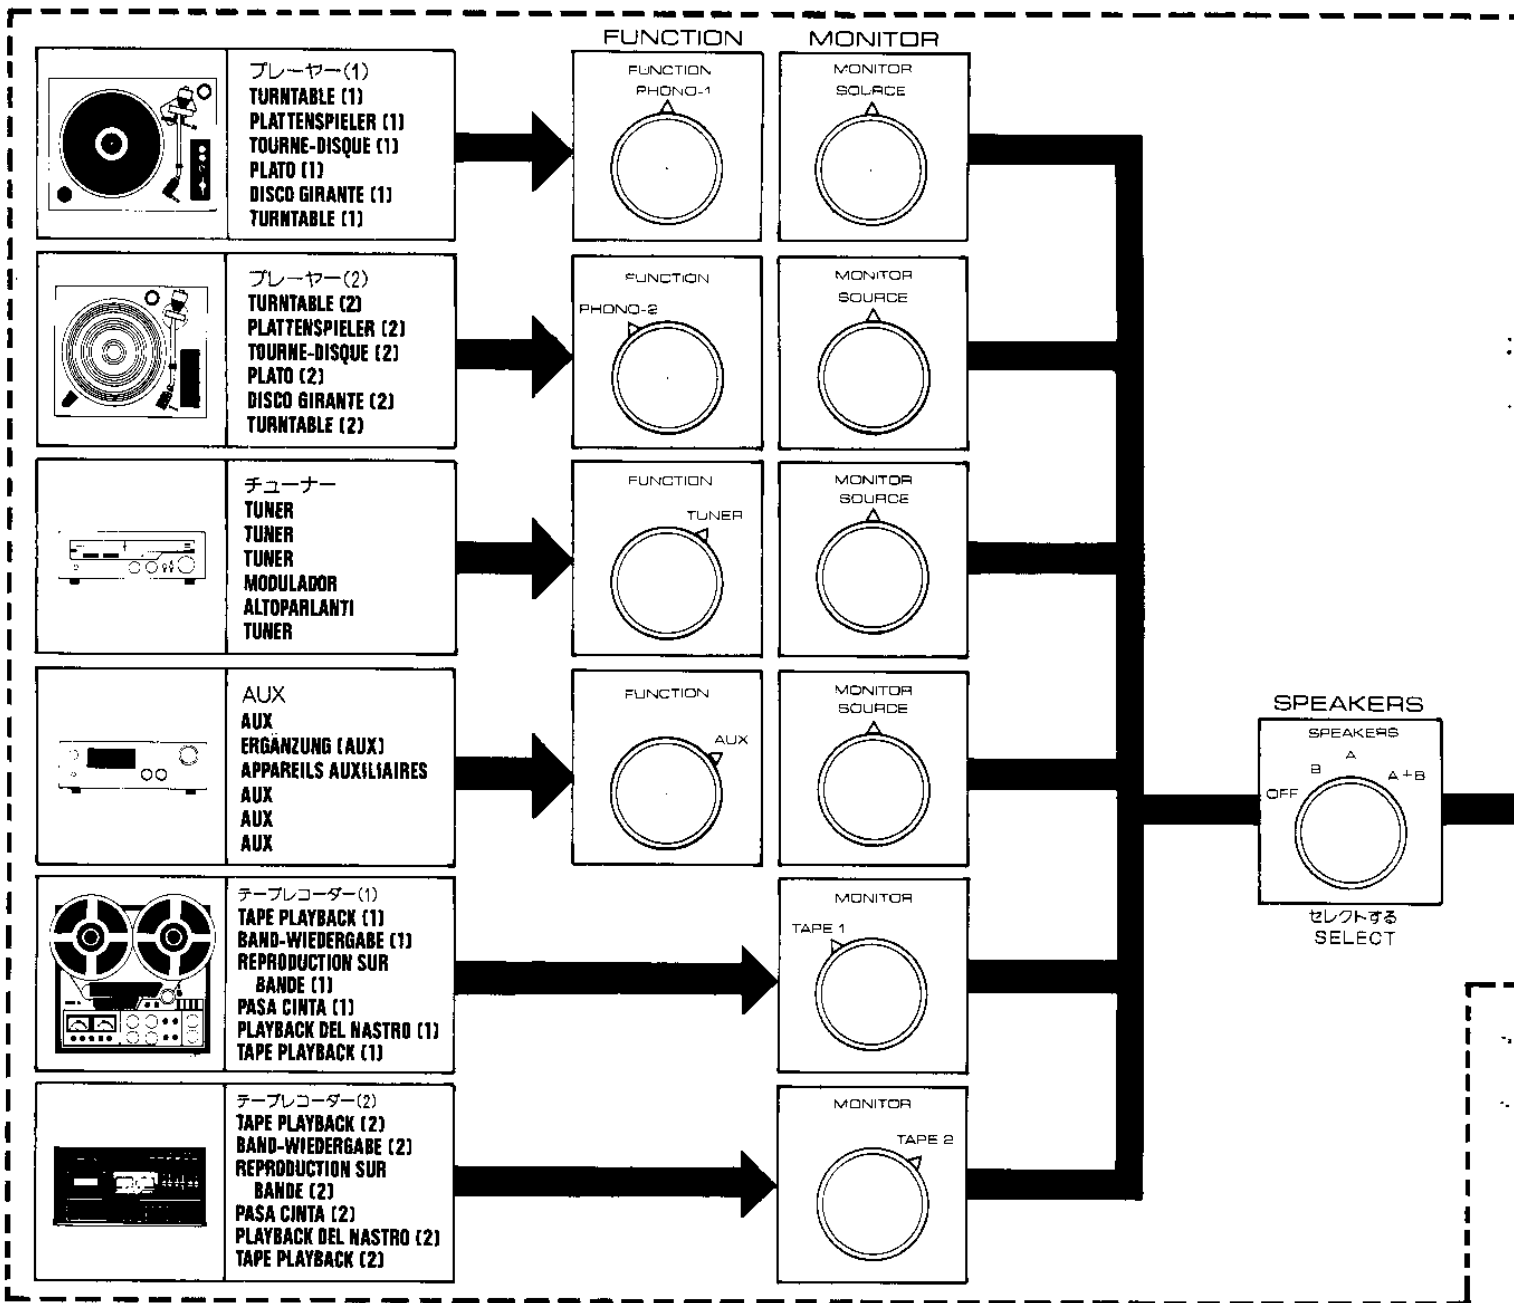 FUNCTION MONITOR
プレーヤー(1)
TURNTABLE (1)
PLATTENSPIELER (1)
TOURNE-DISQUE (1)
PLATO (1)
DISCO GIRANTE (1)
TURNTABLE (1)
FUNCTION
PHONO-1
MONITOR
SOURCE
プレーヤー(2)
TURNTABLE (2)
PLATTENSPIELER (2)
TOURNE-DISQUE (2)
PLATO (2)
DISCO GIRANTE (2)
TURNTABLE (2)
FUNCTION
PHONO-2
MONITOR
SOURCE
チューナー
TUNER
TUNER
TUNER
MODULADOR
ALTOPARLANTI
TUNER
FUNCTION
TUNER
MONITOR
SOURCE
AUX
AUX
ERGÄNZUNG (AUX)
APPAREILS AUXILIAIRES
AUX
AUX
AUX
FUNCTION
AUX
MONITOR
SOURCE
テープレコーダー(1)
TAPE PLAYBACK (1)
BAND-WIEDERGABE (1)
REPRODUCTION SUR
BANDE (1)
PASA CINTA (1)
PLAYBACK DEL NASTRO (1)
TAPE PLAYBACK (1)
MONITOR
TAPE 1
テープレコーダー(2)
TAPE PLAYBACK (2)
BAND-WIEDERGABE (2)
REPRODUCTION SUR
BANDE (2)
PASA CINTA (2)
PLAYBACK DEL NASTRO (2)
TAPE PLAYBACK (2)
MONITOR
TAPE 2
SPEAKERS
SPEAKERS
OFF B A A+B
セレクトする
SELECT